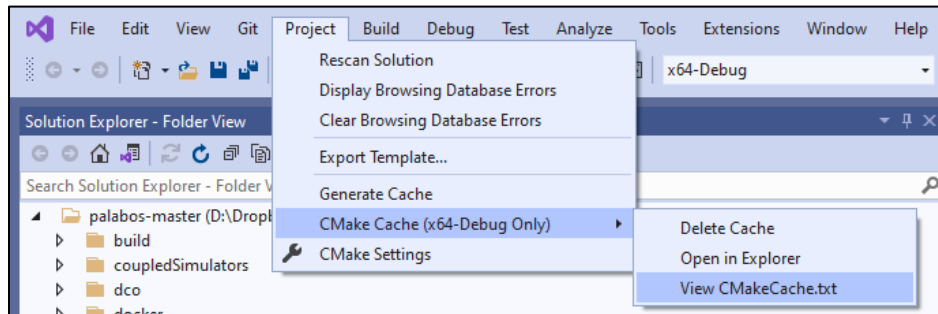 File Edit View Git Project Build Debug Test Analyze Tools Extensions Window Help
x64-Debug
Rescan Solution
Display Browsing Database Errors
Clear Browsing Database Errors
Export Template...
Generate Cache
CMake Cache (x64-Debug Only)
CMake Settings
Delete Cache
Open in Explorer
View CMakeCache.txt
Solution Explorer - Folder View
Search Solution Explorer - Folder V
palabos-master (D:\Dropb
build
coupledSimulators
dco
docker